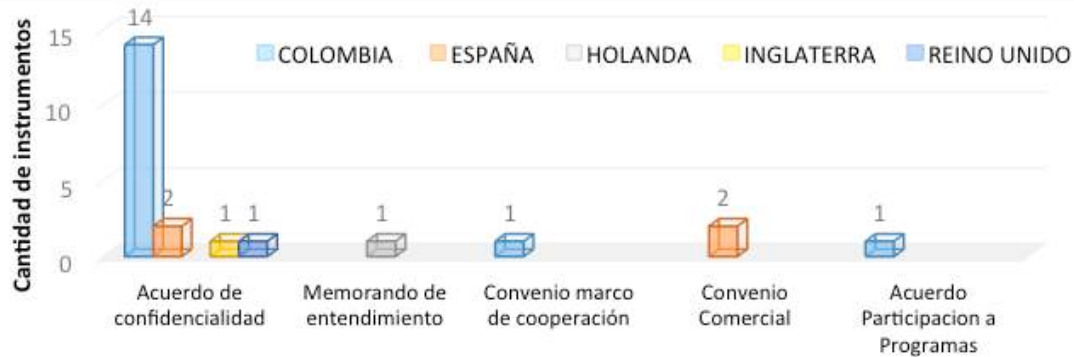 Cantidad de instrumentos
14
15
10
5
0
COLOMBIA ESPAÑA HOLANDA INGLATERRA REINO UNIDO
2
1
1
1
1
2
1
Acuerdo de
confidencialidad
Memorando de
entendimiento
Convenio marco
de cooperación
Convenio
Comercial
Acuerdo
Participacion a
Programas